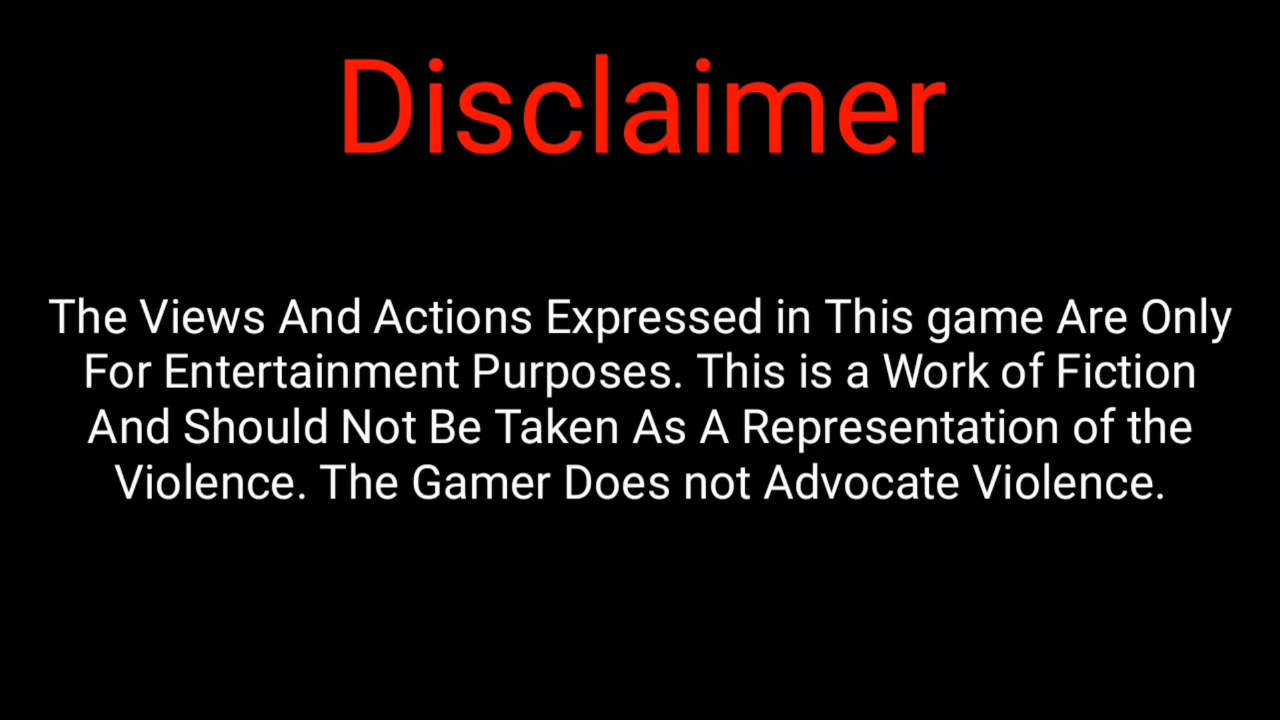 Disclaimer
The Views And Actions Expressed in This game Are Only
For Entertainment Purposes. This is a Work of Fiction
And Should Not Be Taken As A Representation of the
Violence. The Gamer Does not Advocate Violence.